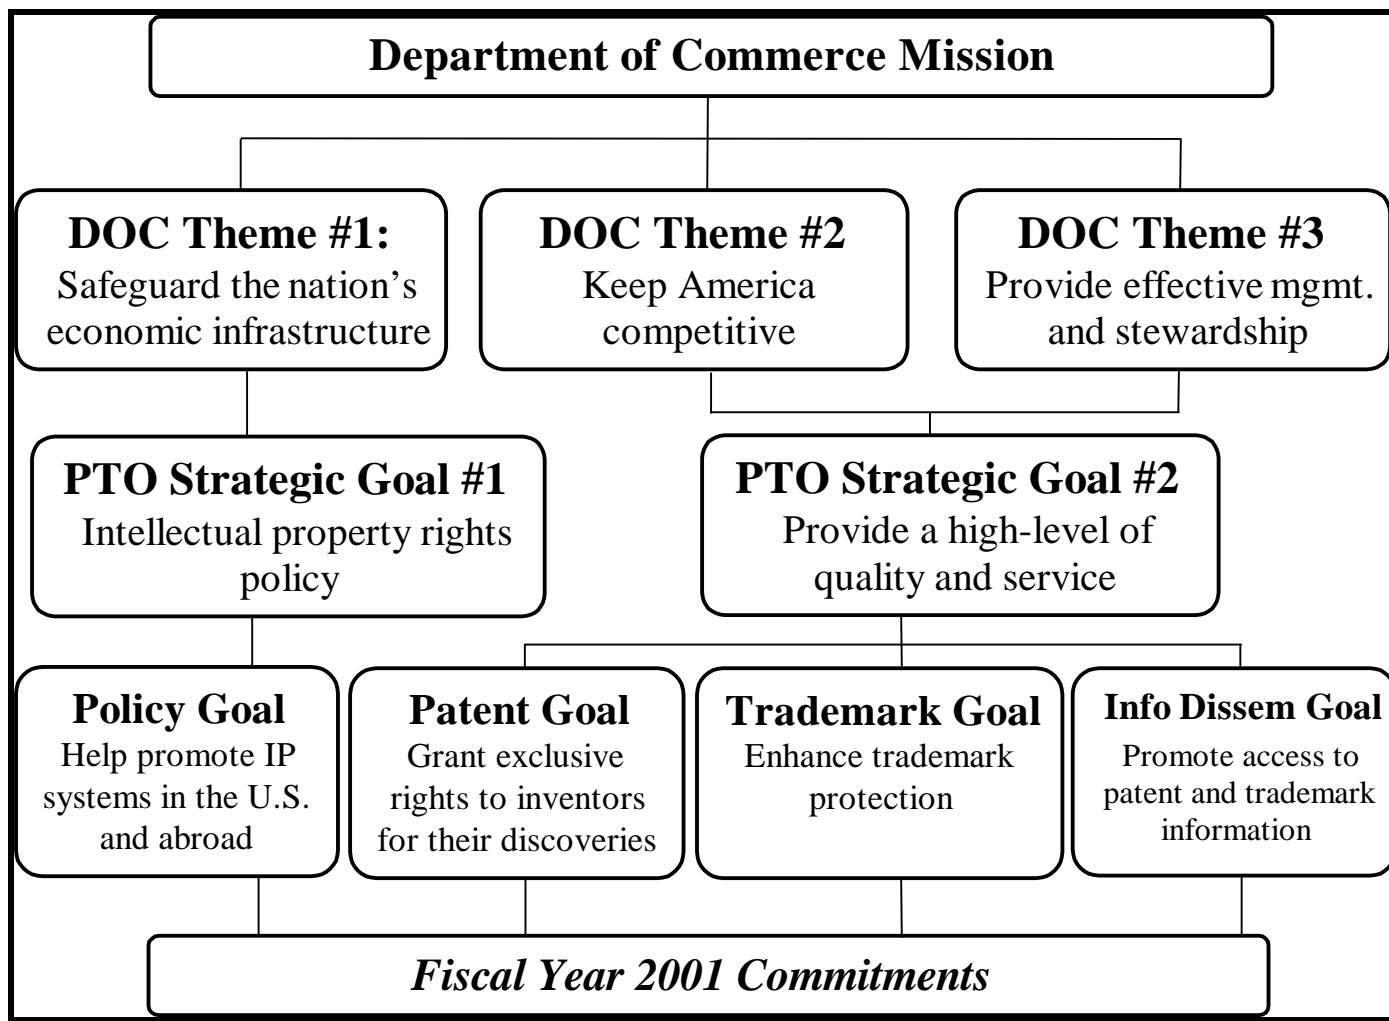 Department of Commerce Mission
DOC Theme #1:
Safeguard the nation's
economic infrastructure
DOC Theme #2
Keep America
competitive
DOC Theme #3
Provide effective mgmt.
and stewardship
PTO Strategic Goal #1
Intellectual property rights
policy
PTO Strategic Goal #2
Provide a high-level of
quality and service
Policy Goal
Help promote IP
systems in the U.S.
and abroad
Patent Goal
Grant exclusive
rights to inventors
for their discoveries
Trademark Goal
Enhance trademark
protection
Info Dissem Goal
Promote access to
patent and trademark
information
Fiscal Year 2001 Commitments